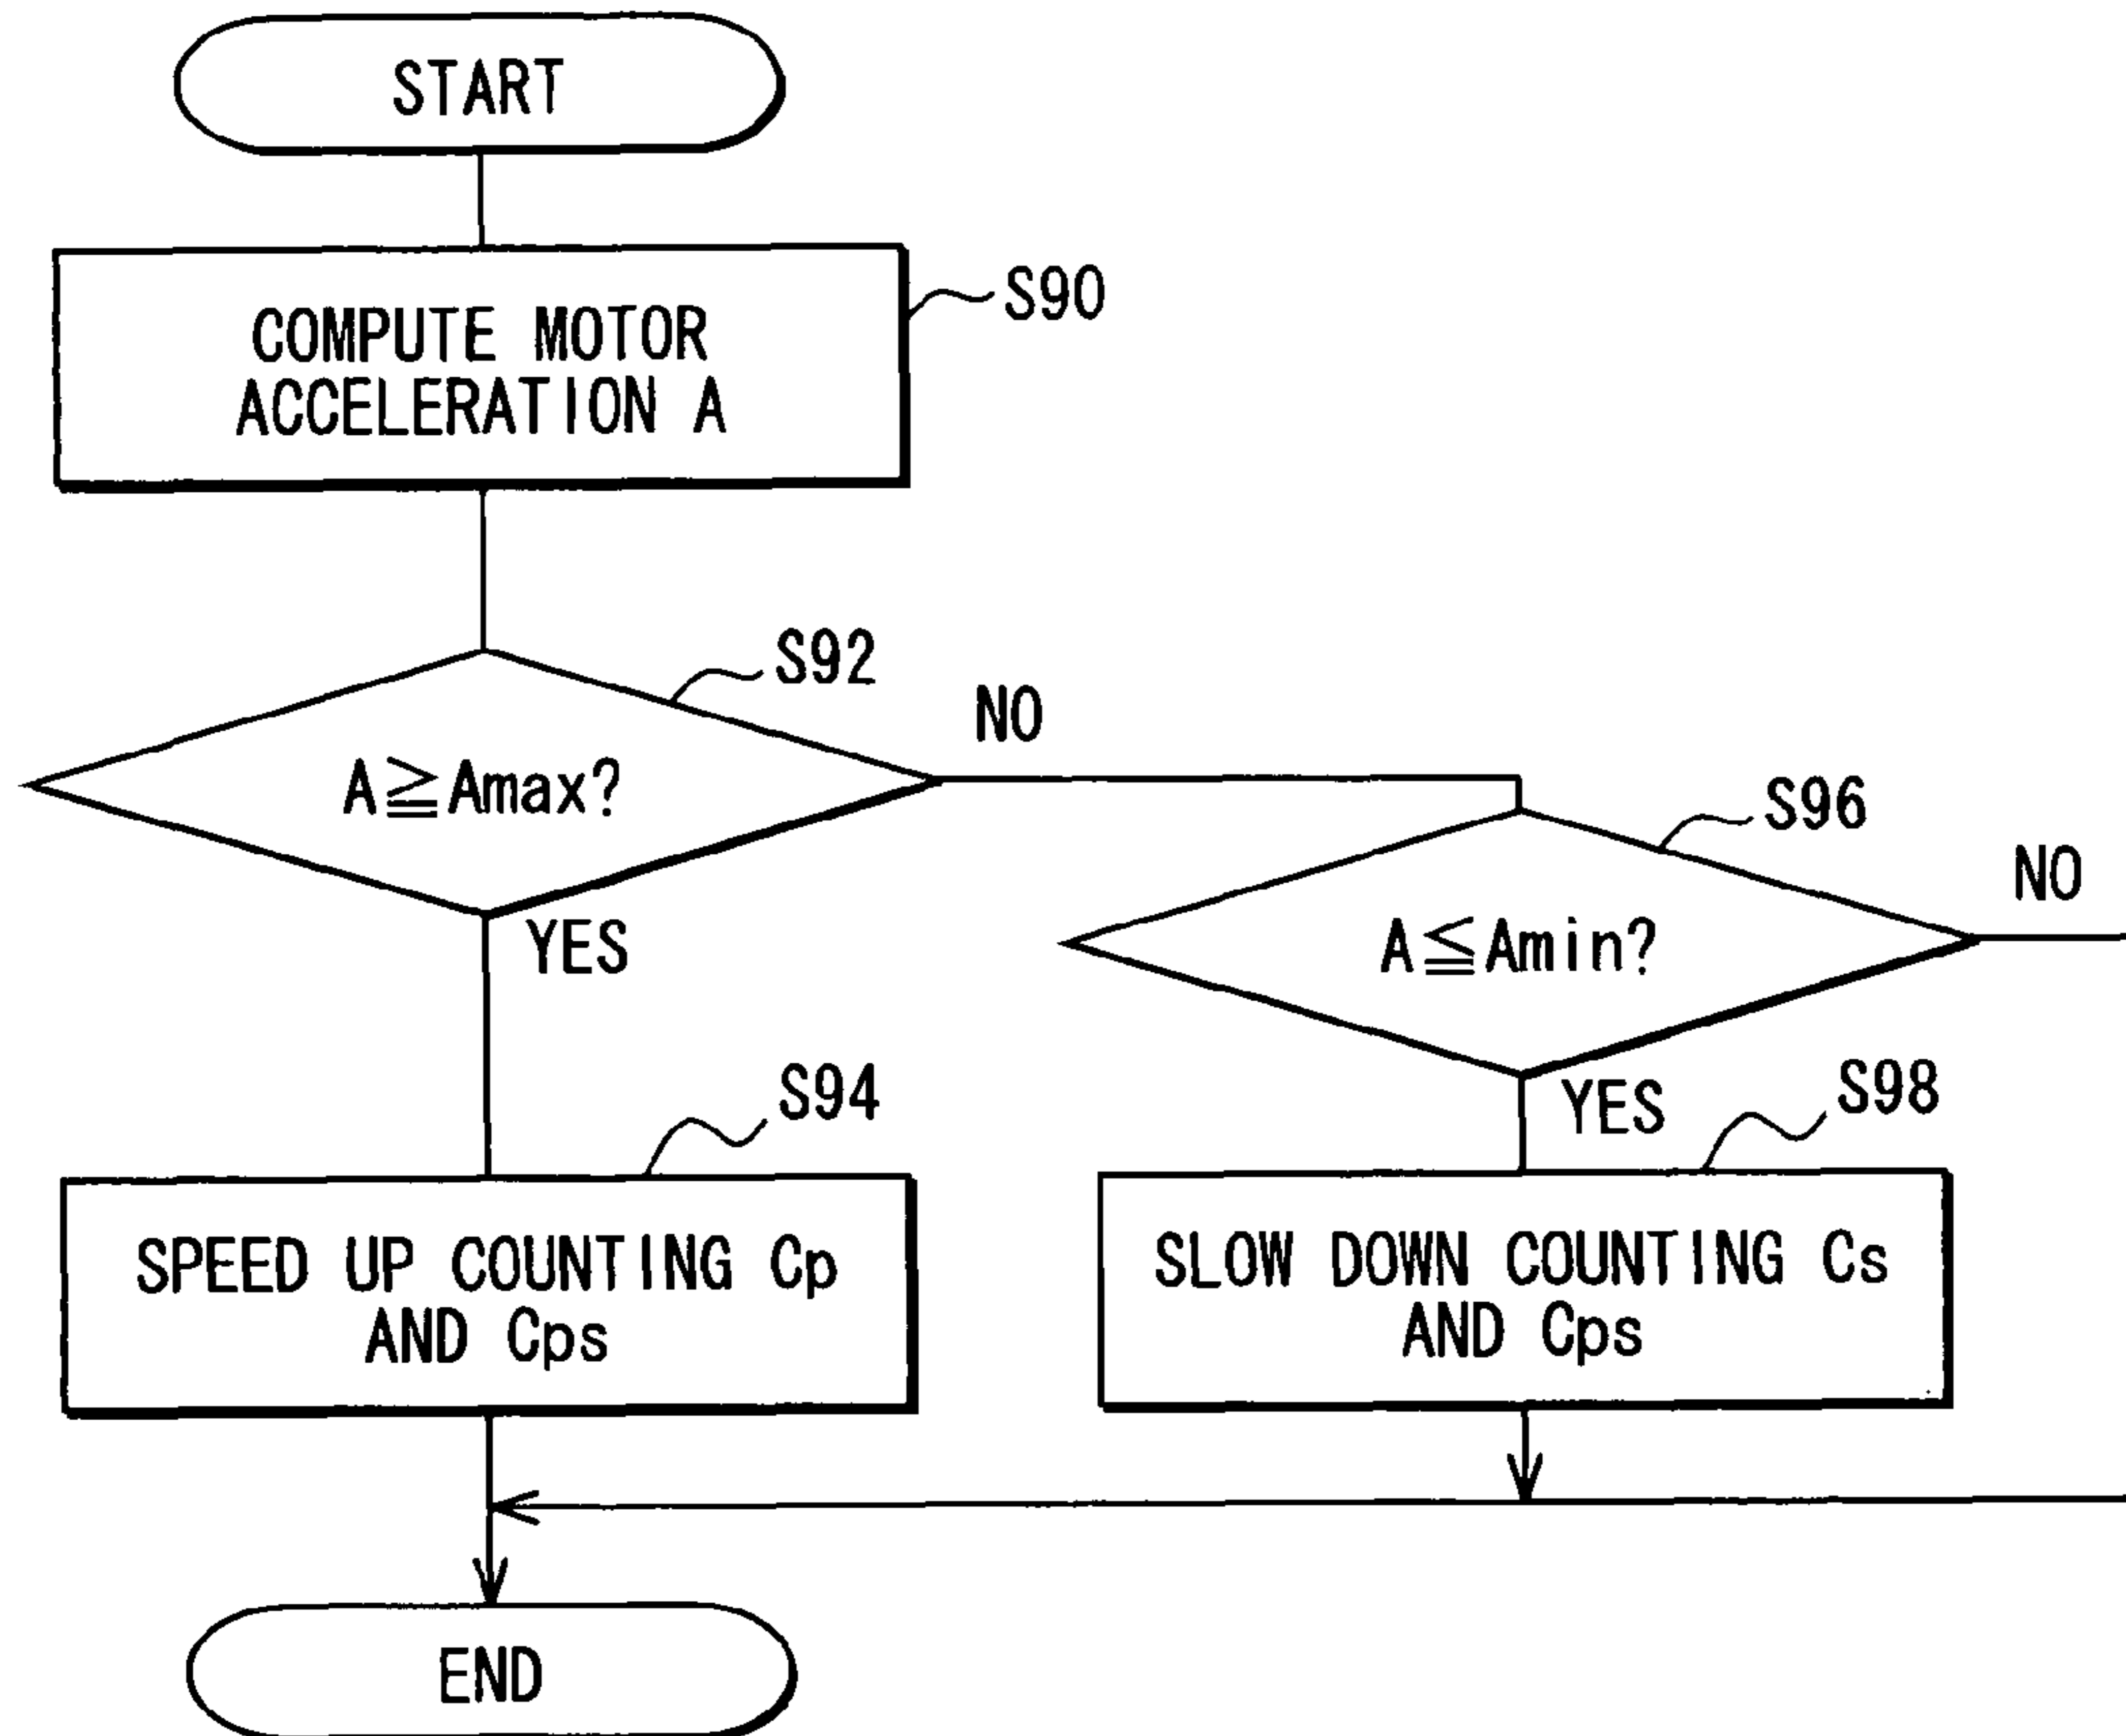 START
COMPUTE MOTOR
ACCELERATION A
S90
S92
NO
A≧Amax?
YES
S96
NO
A≦Amin?
YES
S94
SPEED UP COUNTING Cp
AND Cps
S98
SLOW DOWN COUNTING Cs
AND Cps
END